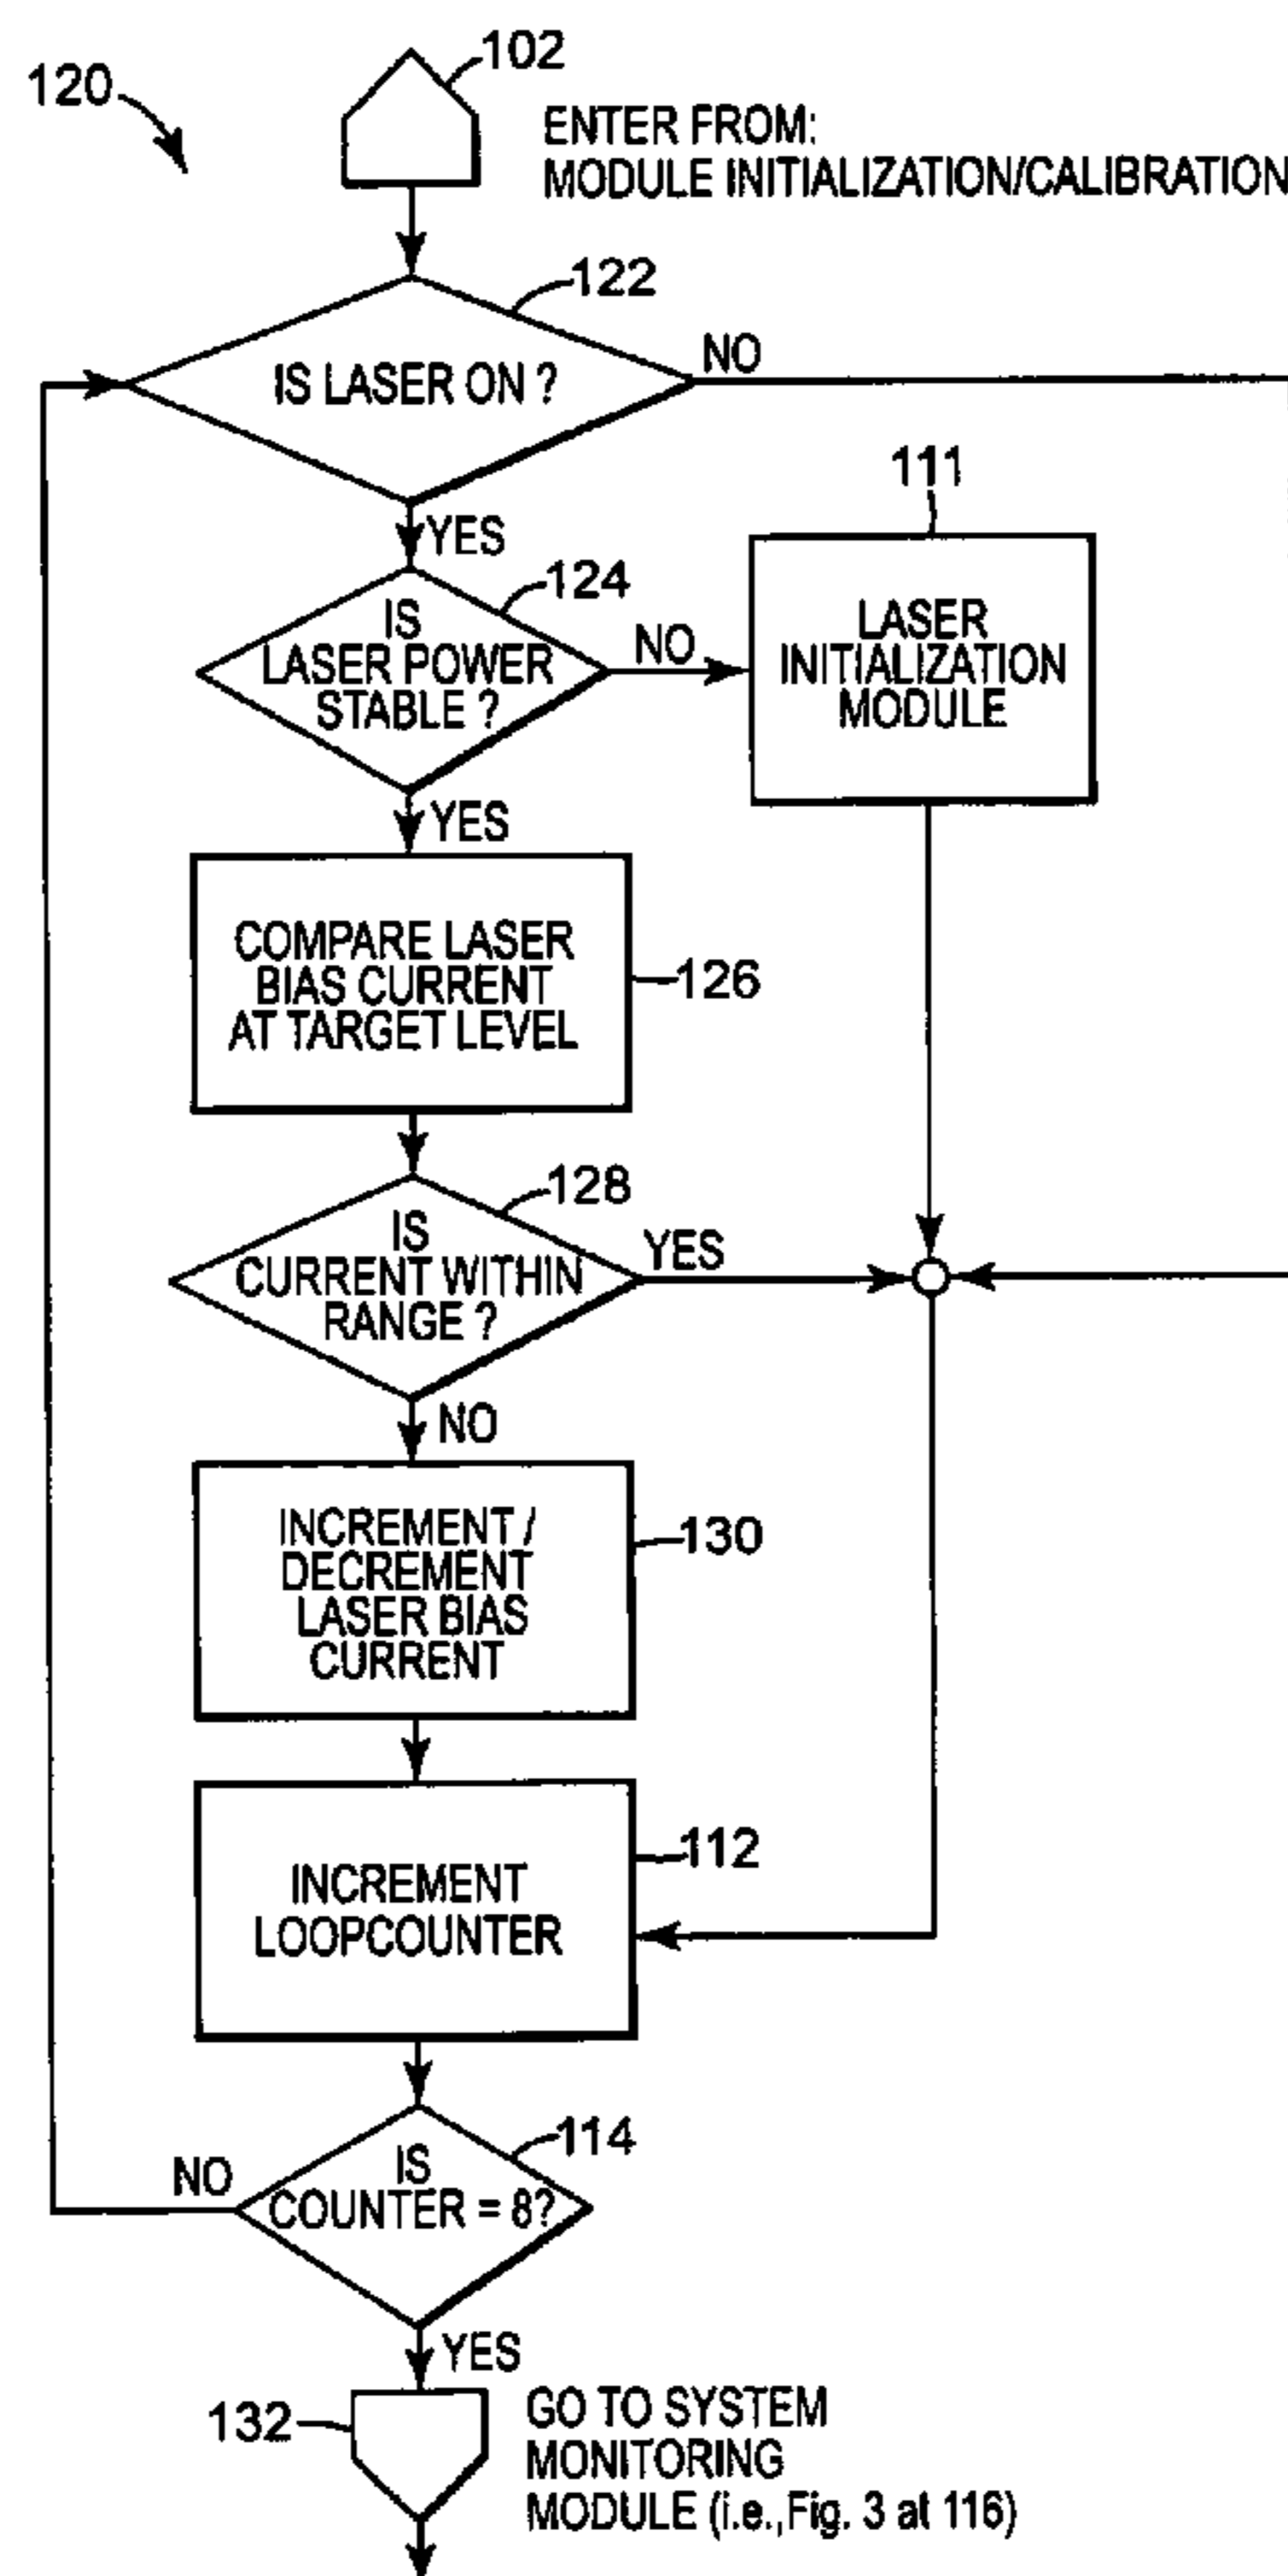 102
120
ENTER FROM:
MODULE INITIALIZATION/CALIBRATION
122
IS LASER ON ?
NO
YES
111
124
IS
LASER POWER
STABLE ?
NO
LASER
INITIALIZATION
MODULE
YES
COMPARE LASER
BIAS CURRENT
AT TARGET LEVEL
126
128
IS
CURRENT WITHIN
RANGE ?
YES
NO
INCREMENT /
DECREMENT
LASER BIAS
CURRENT
130
INCREMENT
LOOPCOUNTER
112
114
IS
COUNTER = 8?
NO
YES
132
GO TO SYSTEM
MONITORING
MODULE (i.e., Fig. 3 at 116)